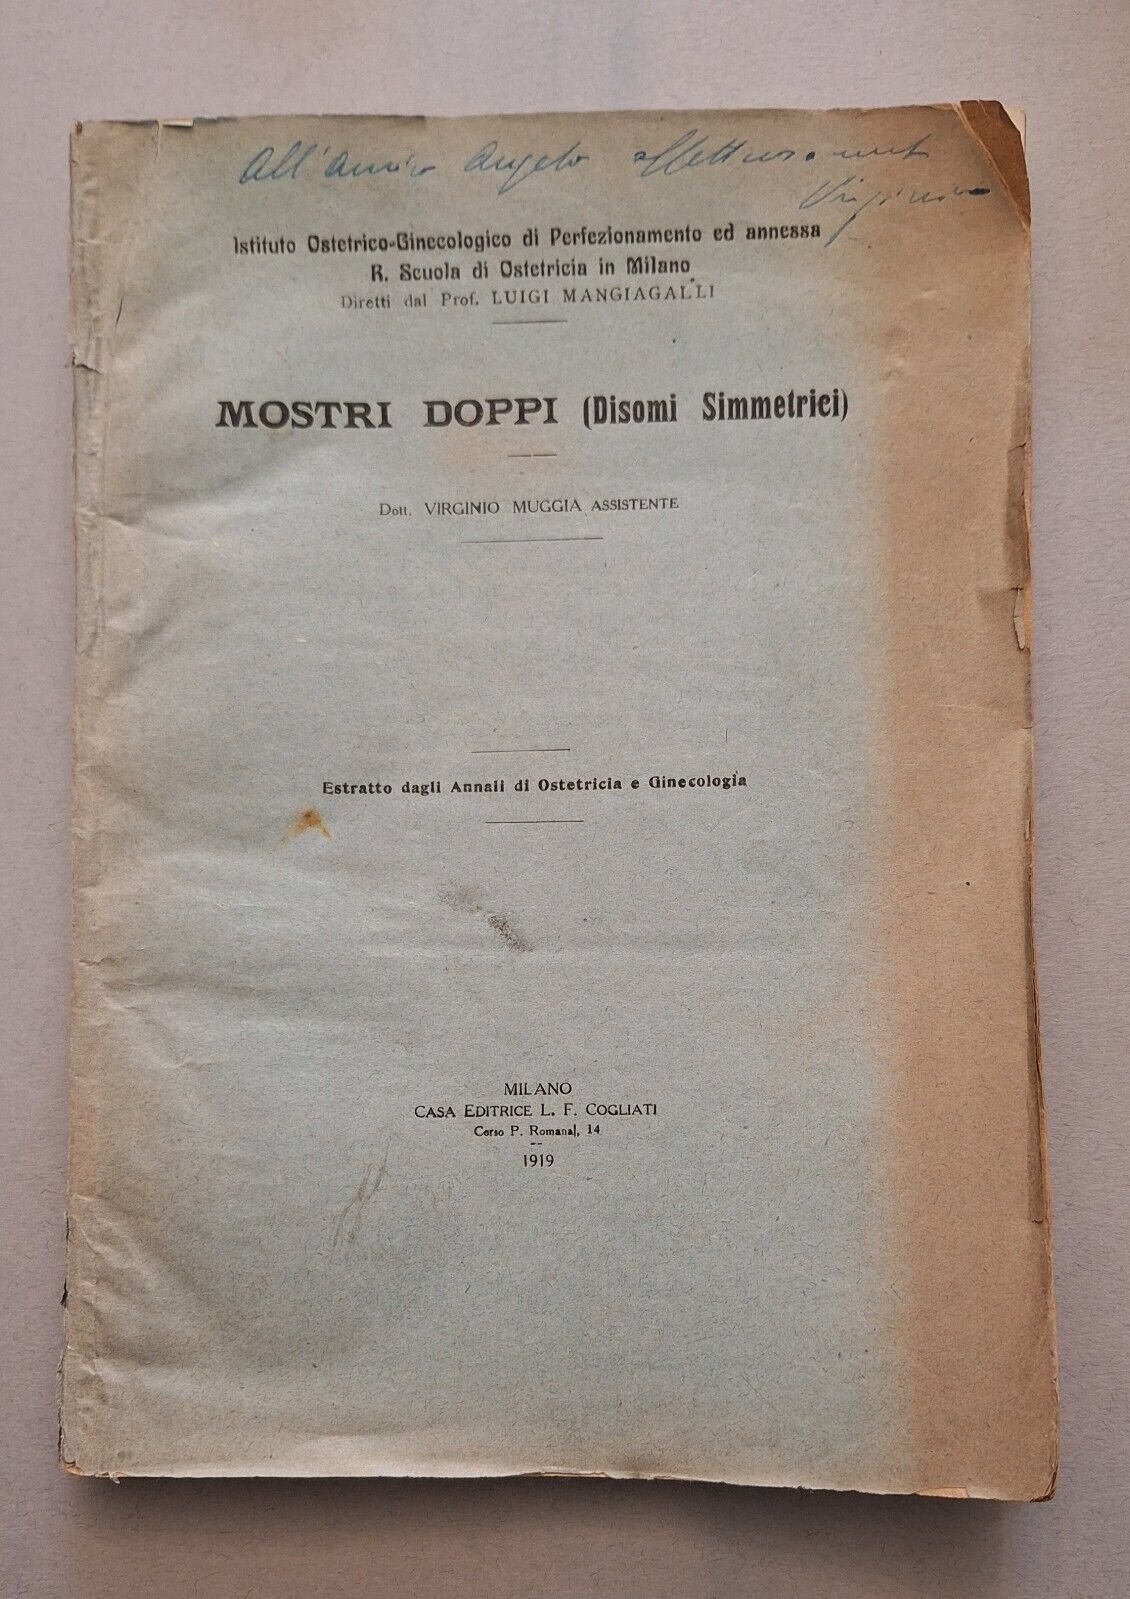 All'Amico Angelo affettuosamente
Virginio
Istituto Ostetrico-Ginecologico di Perfezionamento ed annessa
R. Scuola di Ostetricia in Milano
Diretti dal Prof. LUIGI MANGIAGALLI
MOSTRI DOPPI (Disomi Simmetrici)
Dott. VIRGINIO MUGGIA ASSISTENTE
Estratto dagli Annali di Ostetricia e Ginecologia
MILANO
CASA EDITRICE L. F. COGLIATI
Corso P. Romana, 14
1919